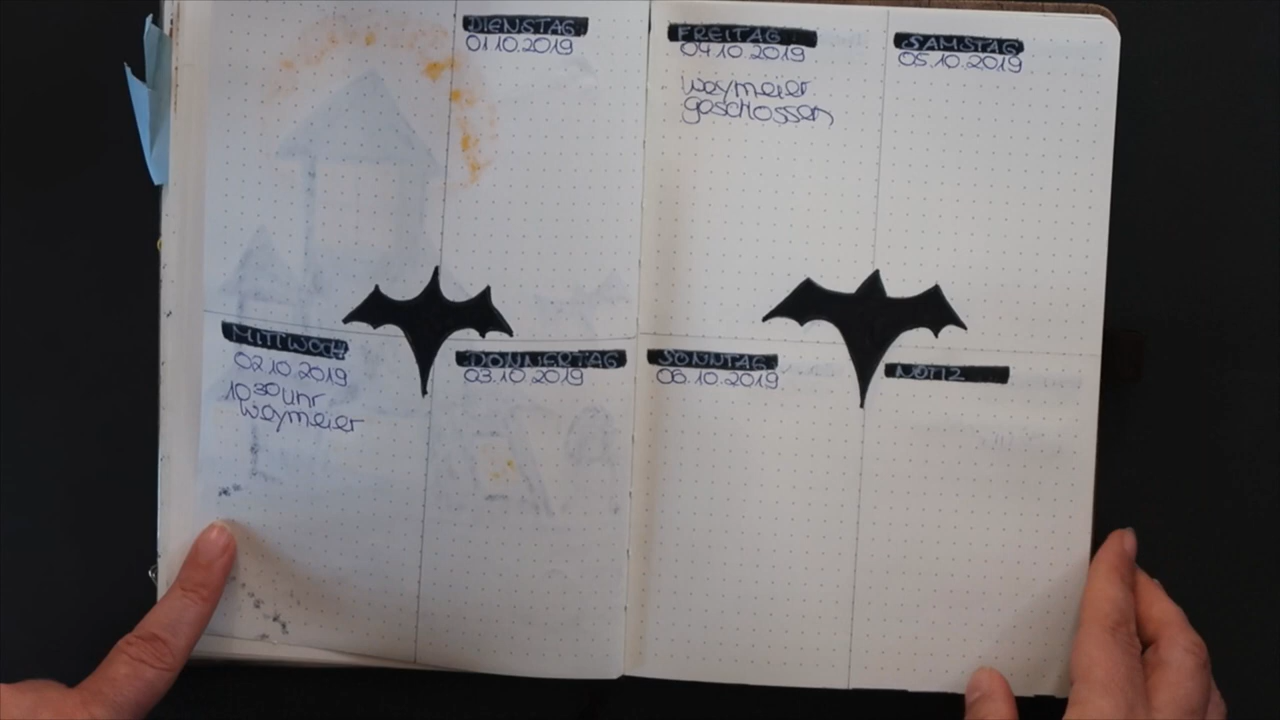 DIENSTAG
01.10.2019
MITTWOCH
02.10.2019
10³⁰ Uhr
Weymeier
DONNERTAG
03.10.2019
FREITAG
04.10.2019
Weymeier
geschlossen
SAMSTAG
05.10.2019
SONNTAG
06.10.2019
NOTIZ